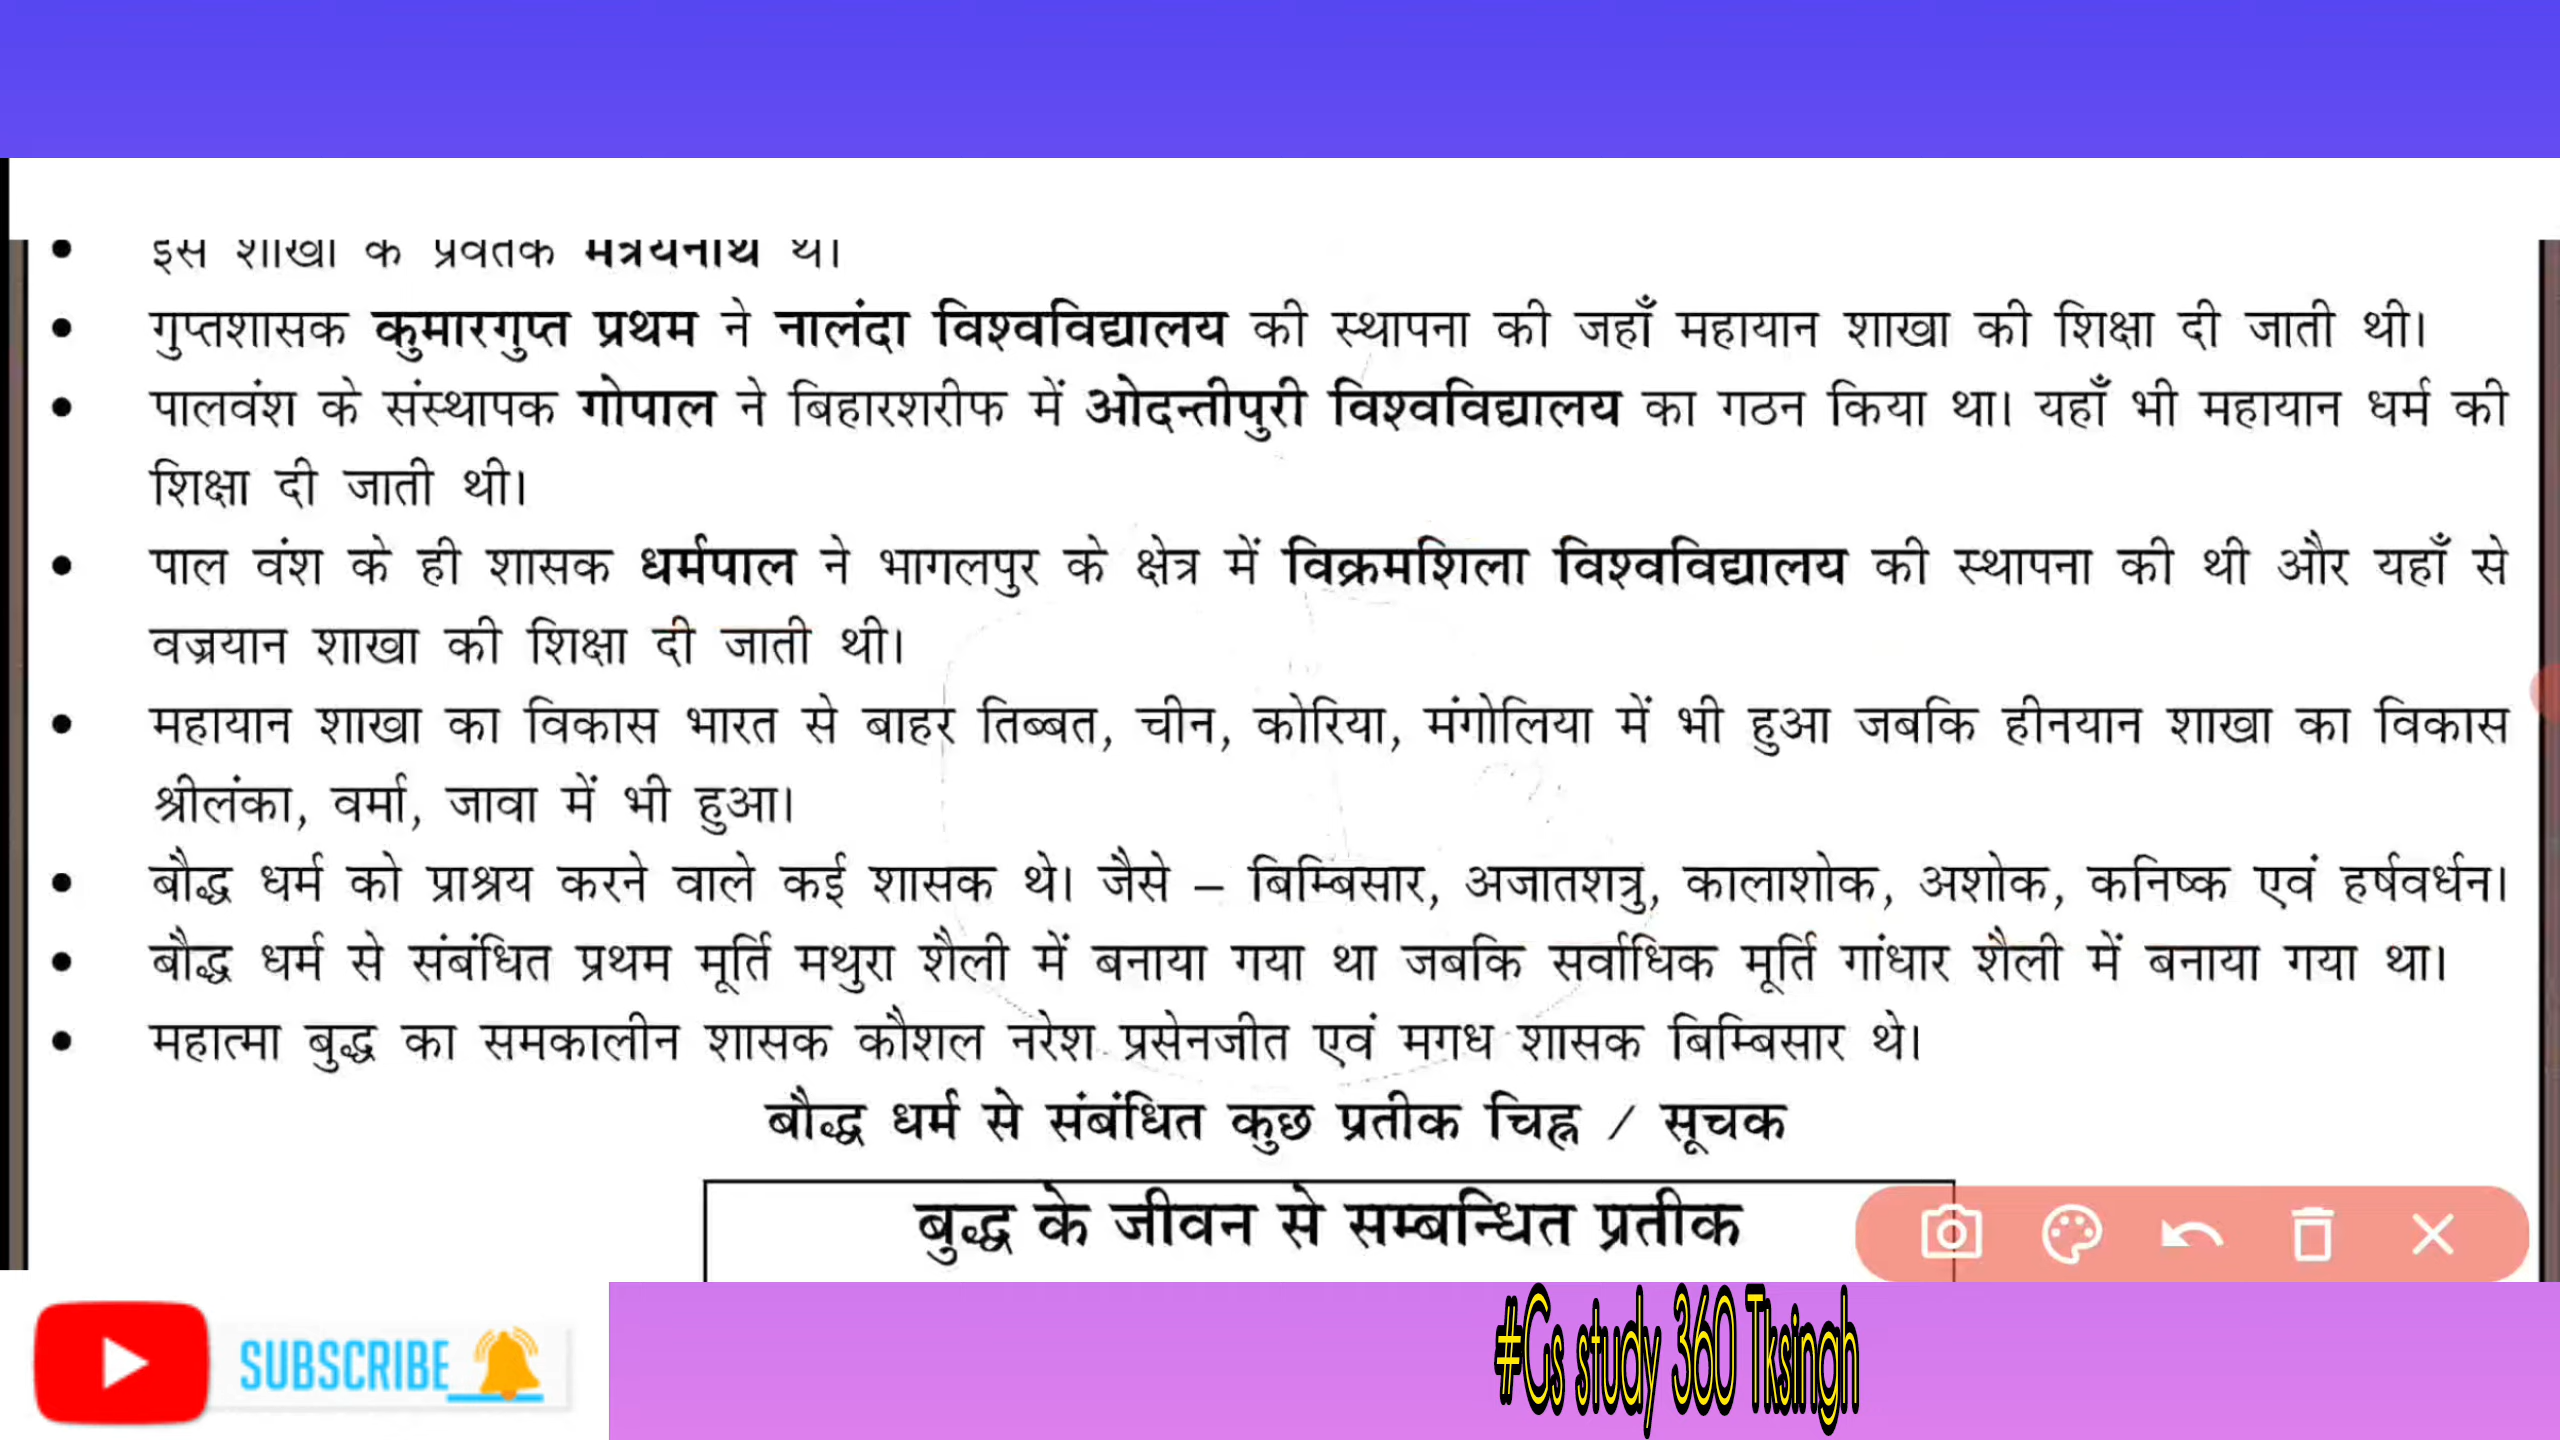 • इस शाखा के प्रवर्तक मैत्रेयनाथ थे।
• गुप्तशासक कुमारगुप्त प्रथम ने नालंदा विश्वविद्यालय की स्थापना की जहाँ महायान शाखा की शिक्षा दी जाती थी।
• पालवंश के संस्थापक गोपाल ने बिहारशरीफ में ओदन्तीपुरी विश्वविद्यालय का गठन किया था। यहाँ भी महायान धर्म की
शिक्षा दी जाती थी।
• पाल वंश के ही शासक धर्मपाल ने भागलपुर के क्षेत्र में विक्रमशिला विश्वविद्यालय की स्थापना की थी और यहाँ से
वज्रयान शाखा की शिक्षा दी जाती थी।
• महायान शाखा का विकास भारत से बाहर तिब्बत, चीन, कोरिया, मंगोलिया में भी हुआ जबकि हीनयान शाखा का विकास
श्रीलंका, वर्मा, जावा में भी हुआ।
• बौद्ध धर्म को प्राश्रय करने वाले कई शासक थे। जैसे – बिम्बिसार, अजातशत्रु, कालाशोक, अशोक, कनिष्क एवं हर्षवर्धन।
• बौद्ध धर्म से संबंधित प्रथम मूर्ति मथुरा शैली में बनाया गया था जबकि सर्वाधिक मूर्ति गांधार शैली में बनाया गया था।
• महात्मा बुद्ध का समकालीन शासक कौशल नरेश प्रसेनजीत एवं मगध शासक बिम्बिसार थे।
बौद्ध धर्म से संबंधित कुछ प्रतीक चिह्न / सूचक
बुद्ध के जीवन से सम्बन्धित प्रतीक
SUBSCRIBE
#Gs study 360 Tksingh